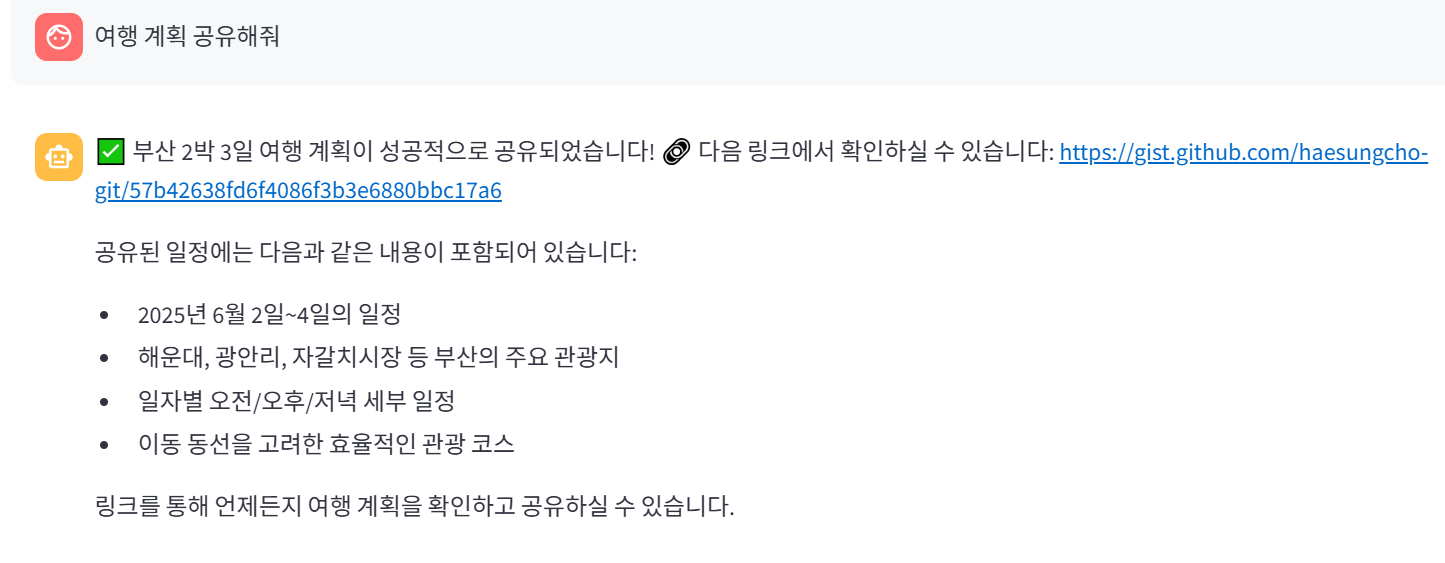 여행 계획 공유해줘
✅ 부산 2박 3일 여행 계획이 성공적으로 공유되었습니다! 🔗 다음 링크에서 확인하실 수 있습니다: https://gist.github.com/haesungcho-
git/57b42638fd6f4086f3b3e6880bbc17a6
공유된 일정에는 다음과 같은 내용이 포함되어 있습니다:
• 2025년 6월 2일~4일의 일정
• 해운대, 광안리, 자갈치시장 등 부산의 주요 관광지
• 일자별 오전/오후/저녁 세부 일정
• 이동 동선을 고려한 효율적인 관광 코스
링크를 통해 언제든지 여행 계획을 확인하고 공유하실 수 있습니다.